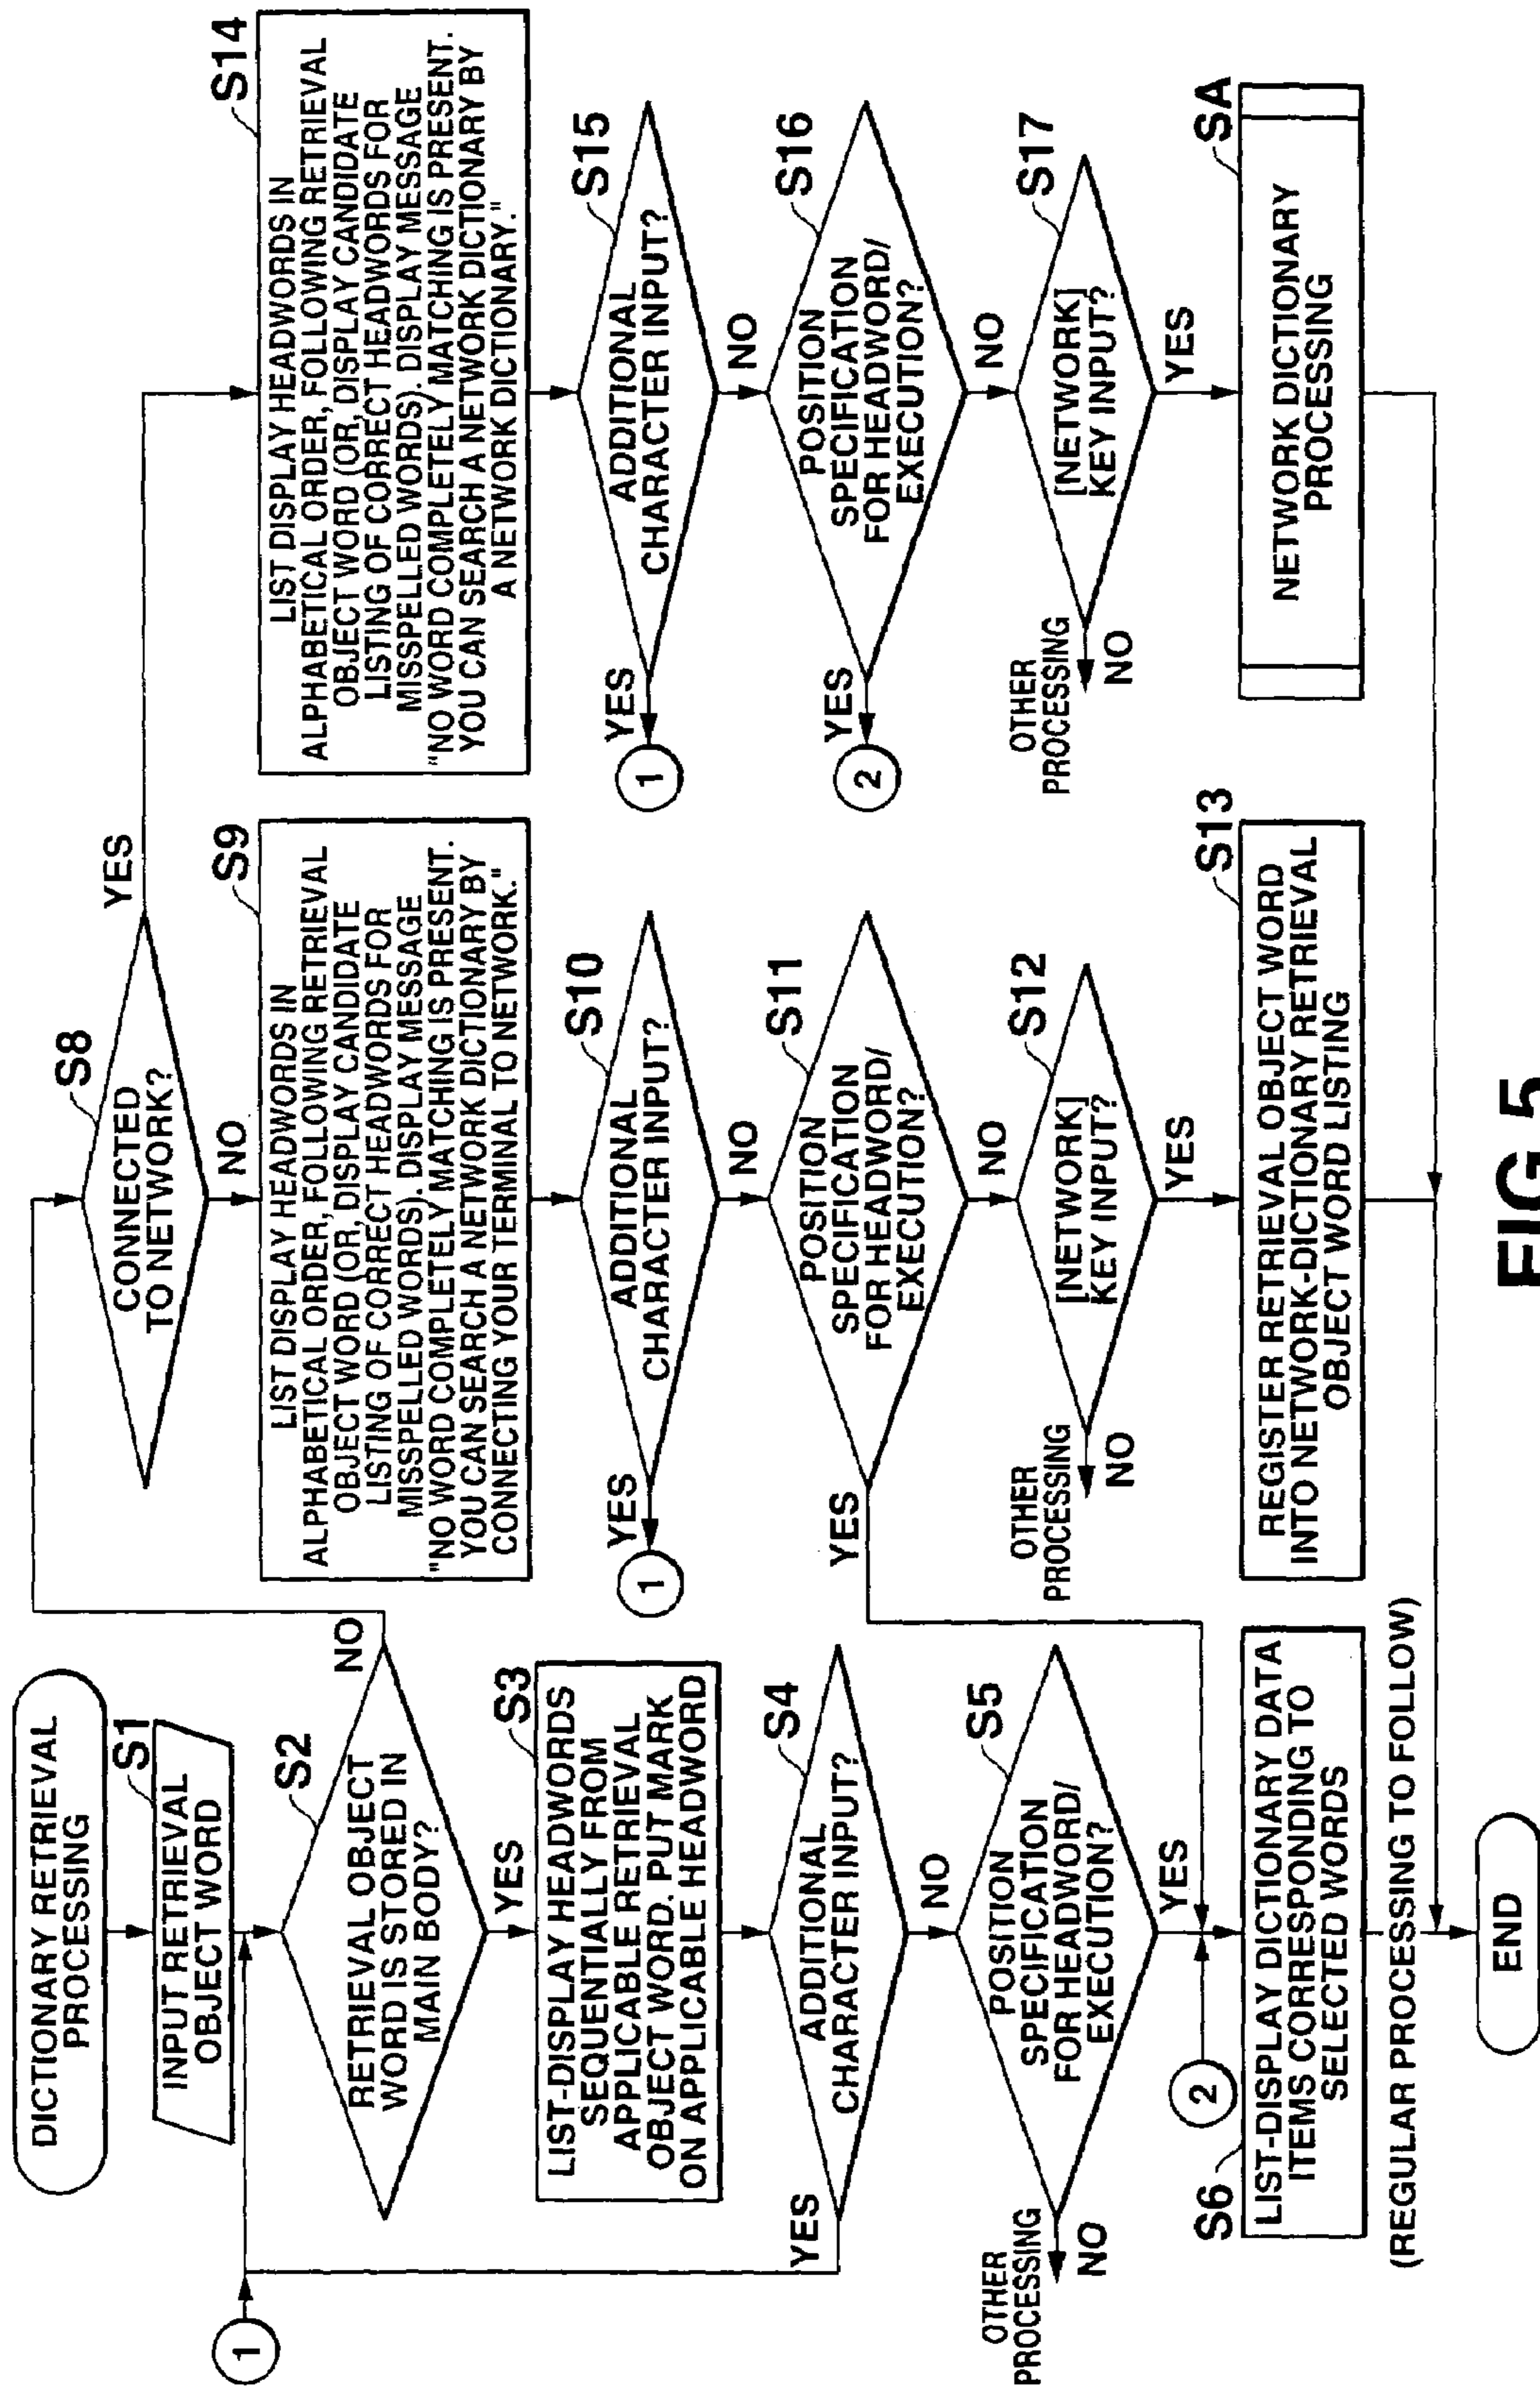 DICTIONARY RETRIEVAL
PROCESSING
S1
INPUT RETRIEVAL
OBJECT WORD
1
S2
RETRIEVAL OBJECT
WORD IS STORED IN
MAIN BODY?
NO
YES
S3
LIST-DISPLAY HEADWORDS
SEQUENTIALLY FROM
APPLICABLE RETRIEVAL
OBJECT WORD. PUT MARK
ON APPLICABLE HEADWORD
S4
ADDITIONAL
CHARACTER INPUT?
YES
NO
S5
POSITION
SPECIFICATION
FOR HEADWORD/
EXECUTION?
OTHER
PROCESSING
NO
YES
2
S6
LIST-DISPLAY DICTIONARY DATA
ITEMS CORRESPONDING TO
SELECTED WORDS
(REGULAR PROCESSING TO FOLLOW)
END
S8
CONNECTED
TO NETWORK?
YES
NO
S9
LIST DISPLAY HEADWORDS IN
ALPHABETICAL ORDER, FOLLOWING RETRIEVAL
OBJECT WORD (OR, DISPLAY CANDIDATE
LISTING OF CORRECT HEADWORDS FOR
MISSPELLED WORDS). DISPLAY MESSAGE
"NO WORD COMPLETELY MATCHING IS PRESENT.
YOU CAN SEARCH A NETWORK DICTIONARY BY
CONNECTING YOUR TERMINAL TO NETWORK."
S10
ADDITIONAL
CHARACTER INPUT?
YES
1
NO
S11
POSITION
SPECIFICATION
FOR HEADWORD/
EXECUTION?
YES
NO
S12
[NETWORK]
KEY INPUT?
OTHER
PROCESSING
NO
YES
S13
REGISTER RETRIEVAL OBJECT WORD
INTO NETWORK-DICTIONARY RETRIEVAL
OBJECT WORD LISTING
S14
LIST DISPLAY HEADWORDS IN
ALPHABETICAL ORDER, FOLLOWING RETRIEVAL
OBJECT WORD (OR, DISPLAY CANDIDATE
LISTING OF CORRECT HEADWORDS FOR
MISSPELLED WORDS). DISPLAY MESSAGE
"NO WORD COMPLETELY MATCHING IS PRESENT.
YOU CAN SEARCH A NETWORK DICTIONARY BY
A NETWORK DICTIONARY."
S15
ADDITIONAL
CHARACTER INPUT?
YES
1
NO
S16
POSITION
SPECIFICATION
FOR HEADWORD/
EXECUTION?
YES
2
NO
S17
[NETWORK]
KEY INPUT?
OTHER
PROCESSING
NO
YES
SA
NETWORK DICTIONARY
PROCESSING
FIG.5